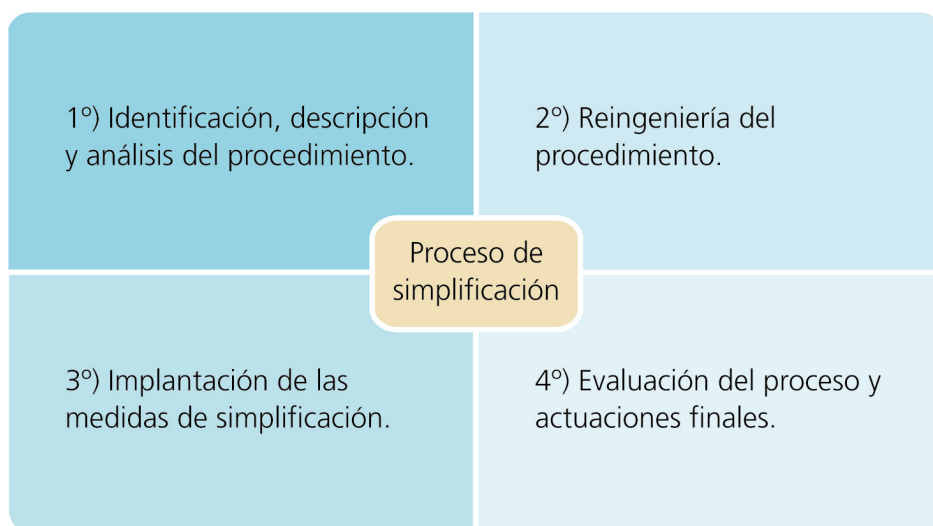 1º) Identificación, descripción
y análisis del procedimiento.
2º) Reingeniería del
procedimiento.
Proceso de
simplificación
3º) Implantación de las
medidas de simplificación.
4º) Evaluación del proceso y
actuaciones finales.